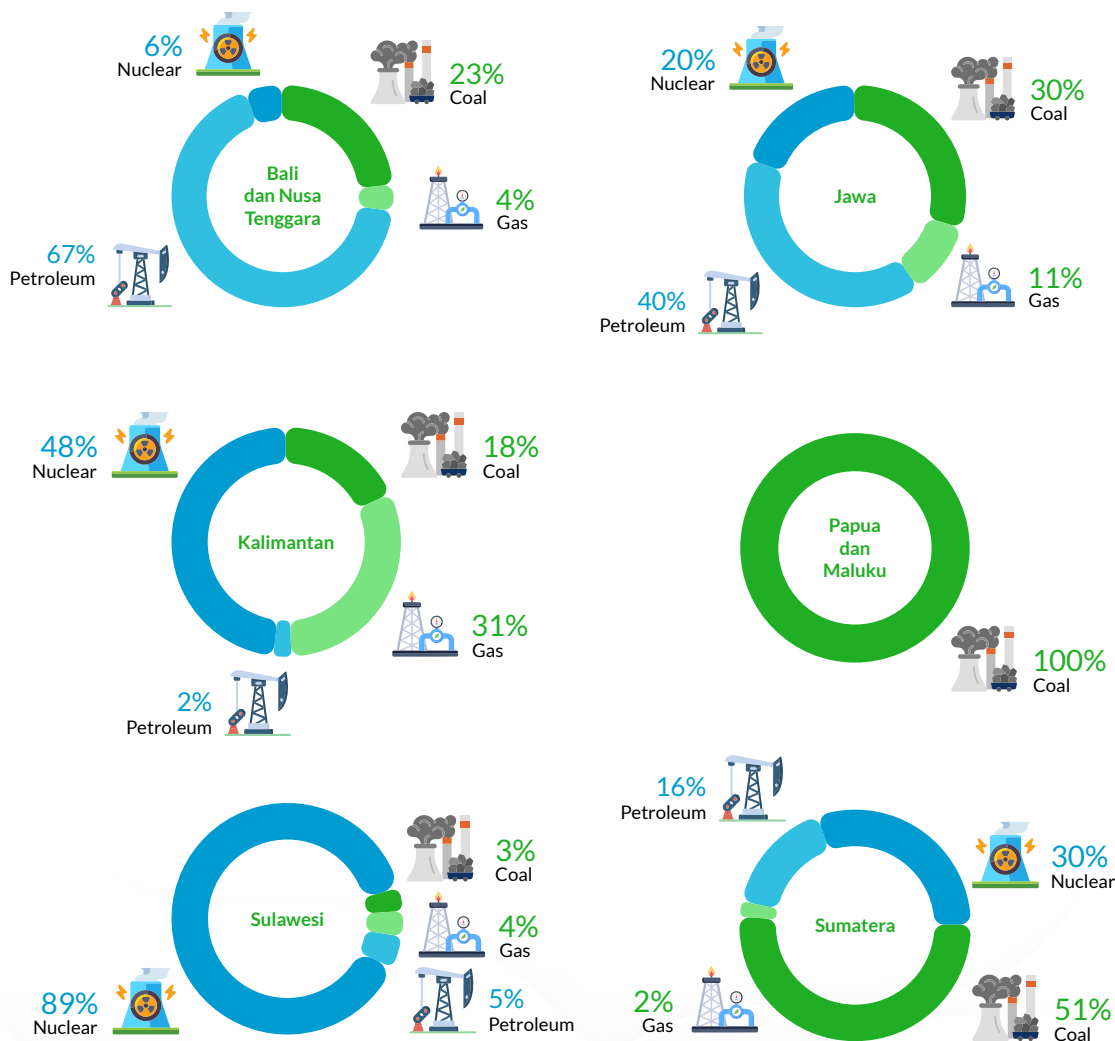 6%
Nuclear
23%
Coal
Bali
dan Nusa
Tenggara
4%
Gas
67%
Petroleum
20%
Nuclear
30%
Coal
Jawa
11%
Gas
40%
Petroleum
48%
Nuclear
18%
Coal
Kalimantan
31%
Gas
2%
Petroleum
Papua
dan
Maluku
100%
Coal
3%
Coal
Sulawesi
4%
Gas
89%
Nuclear
5%
Petroleum
16%
Petroleum
30%
Nuclear
Sumatera
2%
Gas
51%
Coal